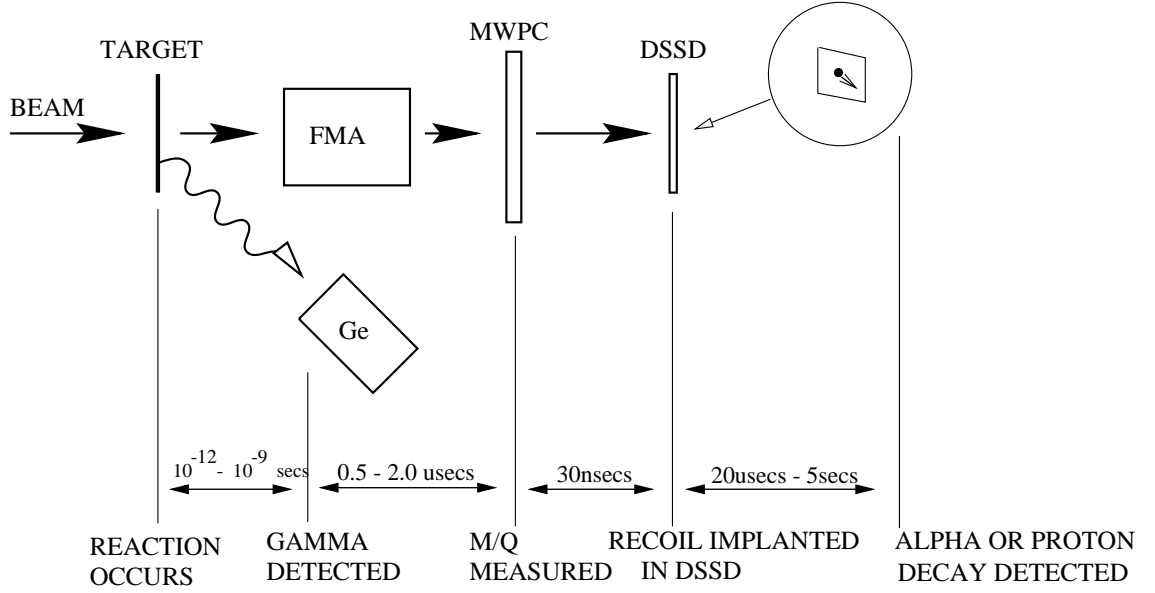 MWPC
TARGET
DSSD
BEAM
FMA
Ge
10^-12 - 10^-9 secs
0.5 - 2.0 usecs
30nsecs
20usecs - 5secs
REACTION
OCCURS
GAMMA
DETECTED
M/Q
MEASURED
RECOIL IMPLANTED
IN DSSD
ALPHA OR PROTON
DECAY DETECTED